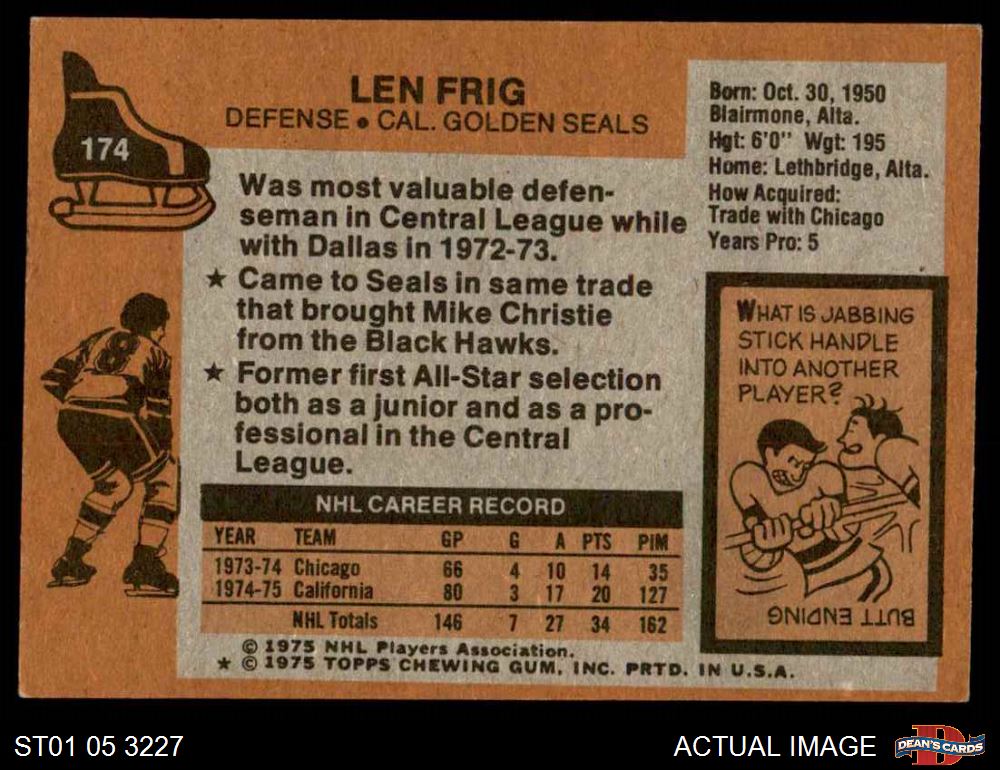 174
LEN FRIG
DEFENSE • CAL. GOLDEN SEALS
Was most valuable defen-
seman in Central League while
with Dallas in 1972-73.
★ Came to Seals in same trade
that brought Mike Christie
from the Black Hawks.
★ Former first All-Star selection
both as a junior and as a pro-
fessional in the Central
League.
Born: Oct. 30, 1950
Blairmone, Alta.
Hgt: 6'0" Wgt: 195
Home: Lethbridge, Alta.
How Acquired:
Trade with Chicago
Years Pro: 5
WHAT IS JABBING
STICK HANDLE
INTO ANOTHER
PLAYER?
BUTT ENDING
8
NHL CAREER RECORD
YEAR TEAM GP G A PTS PIM
1973-74 Chicago 66 4 10 14 35
1974-75 California 80 3 17 20 127
NHL Totals 146 7 27 34 162
© 1975 NHL Players Association.
★ © 1975 TOPPS CHEWING GUM, INC. PRTD. IN U.S.A.
ST01 05 3227
ACTUAL IMAGE
D
DEAN'S CARDS